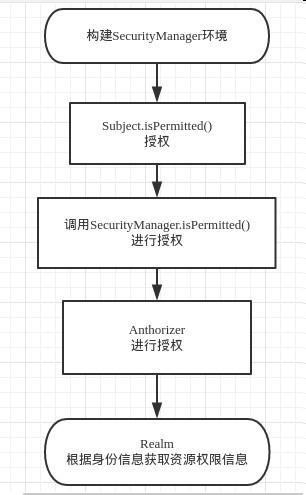 构建SecurityManager环境
Subject.isPermitted()
授权
调用SecurityManager.isPermitted()
进行授权
Anthorizer
进行授权
Realm
根据身份信息获取资源权限信息